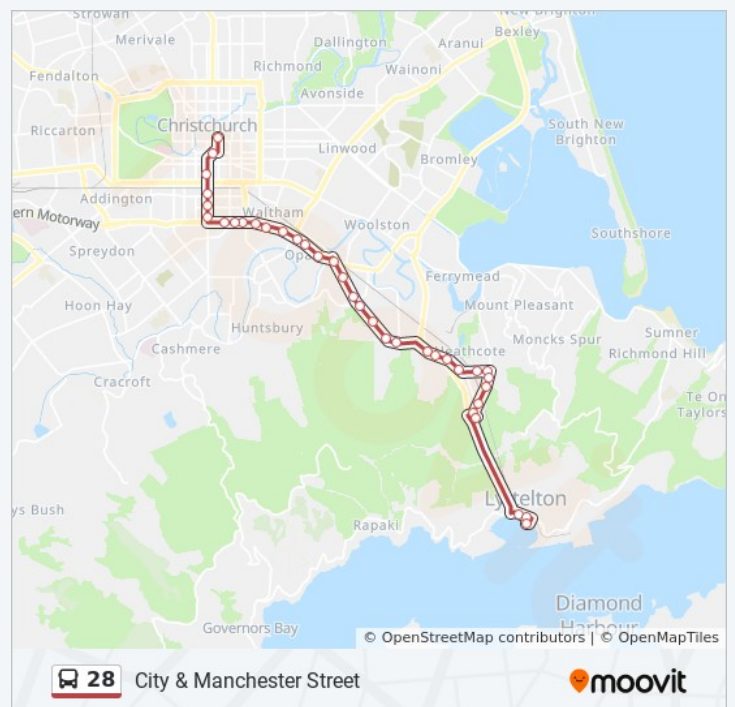 Strowan
New Brighton
Merivale
Dallington
Aranui
Bexley
Fendalton
Richmond
Wainoni
Avonside
Christchurch
South New
Brighton
Riccarton
Linwood
Bromley
Addington
ern Motorway
Waltham
Woolston
Southshore
Spreydon
Opa
Ferrymead
Hoon Hay
Mount Pleasant
Huntsbury
Sumner
Cashmere
Moncks Spur
Richmond Hill
Heathcote
Cracroft
Te On
Taylors
Lyttelton
ys Bush
Rapaki
Diamond
Harbour
Governors Bay
© OpenStreetMap contributors | © OpenMapTiles
28 City & Manchester Street
moovit